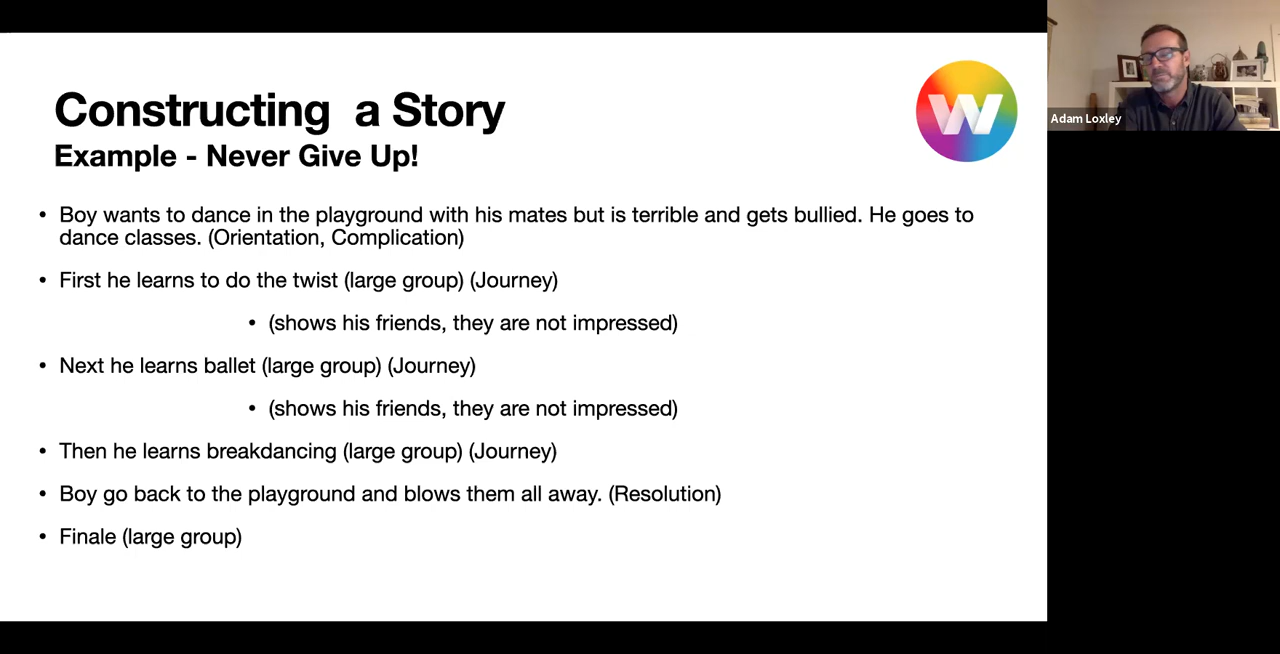 Constructing  a Story
Example - Never Give Up!
W
Adam Loxley
• Boy wants to dance in the playground with his mates but is terrible and gets bullied. He goes to
dance classes. (Orientation, Complication)
• First he learns to do the twist (large group) (Journey)
• (shows his friends, they are not impressed)
• Next he learns ballet (large group) (Journey)
• (shows his friends, they are not impressed)
• Then he learns breakdancing (large group) (Journey)
• Boy go back to the playground and blows them all away. (Resolution)
• Finale (large group)